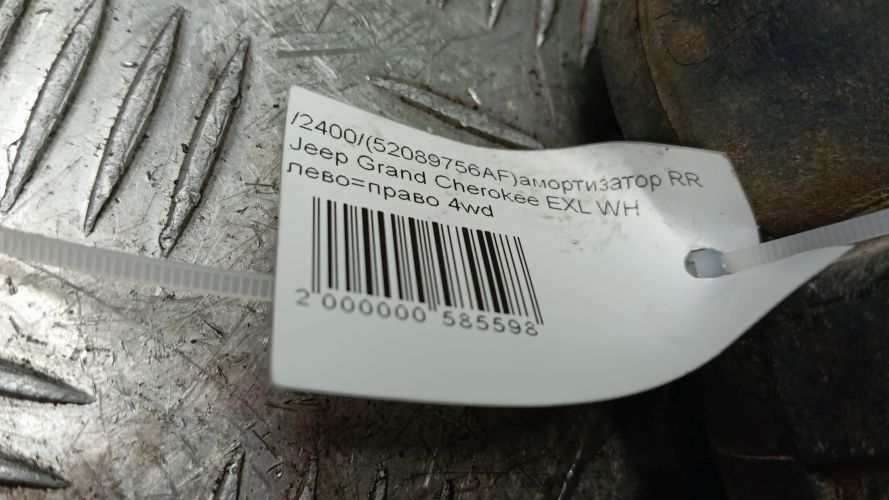 /2400/(52089756AF)амортизатор RR
Jeep Grand Cherokee EXL WH
лево=право 4wd
2 000000 585598